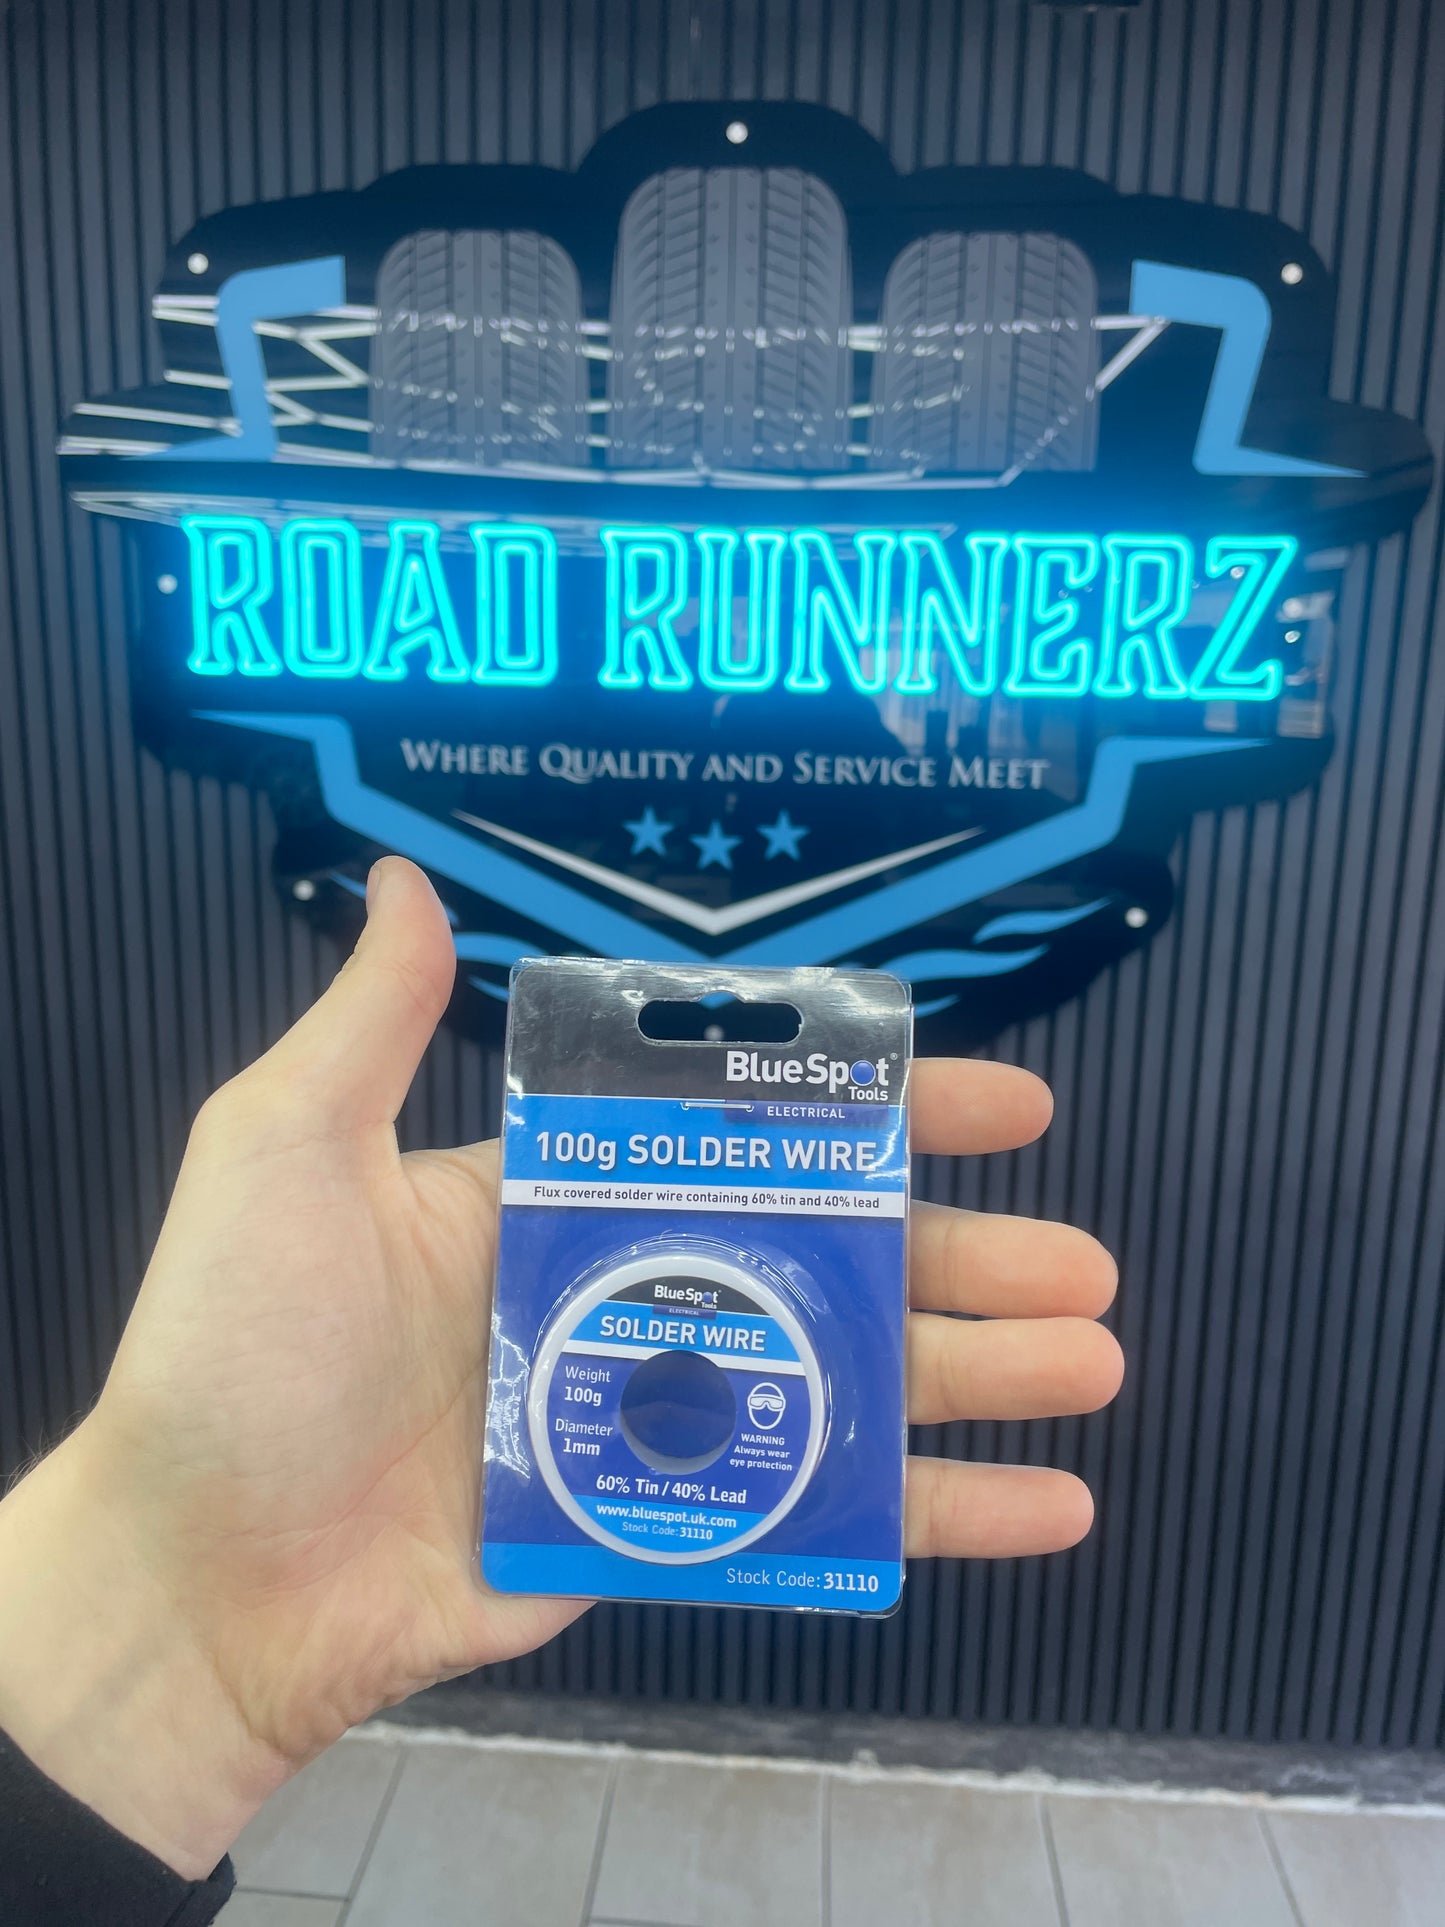 ROAD RUNNERZ
WHERE QUALITY AND SERVICE MEET
BlueSpot®
Tools
ELECTRICAL
100g SOLDER WIRE
Flux covered solder wire containing 60% tin and 40% lead
BlueSpot
Tools
ELECTRICAL
SOLDER WIRE
Weight
100g
Diameter
1mm
WARNING
Always wear
eye protection
60% Tin / 40% Lead
www.bluespot.uk.com
Stock Code: 31110
Stock Code: 31110